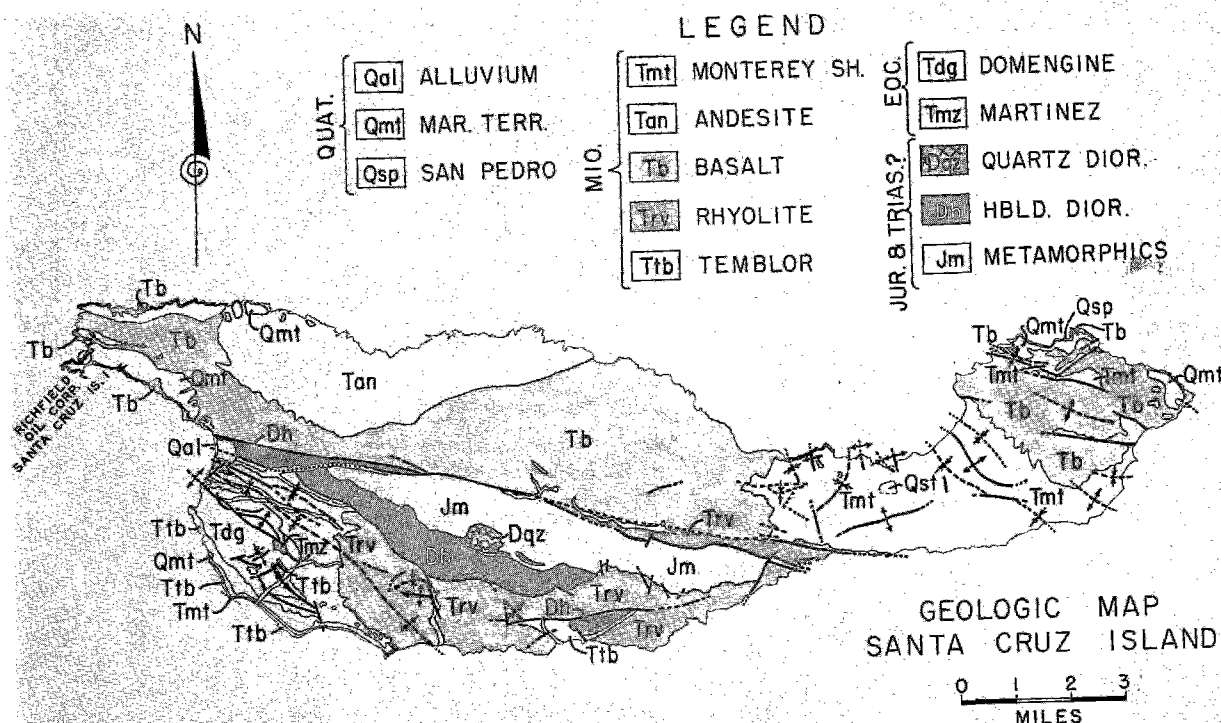 LEGEND
N
QUAT.
Qal ALLUVIUM
Qmt MAR. TERR.
Qsp SAN PEDRO
MIO.
Tmt MONTEREY SH.
Tan ANDESITE
Tb BASALT
Trv RHYOLITE
Ttb TEMBLOR
EOC.
Tdg DOMENGINE
Tmz MARTINEZ
JUR. & TRIAS.?
Dqz QUARTZ DIOR.
Dh HBLD. DIOR.
Jm METAMORPHICS
Tb
Qmt
Tb
Tb
Qmt
Tan
Tb
RICHFIELD
OIL CORP.
SANTA CRUZ IS. 1
Dh
Qal
Tb
Qsp
Qmt
Tb
Tb
Tmt
Tmt
Qmt
Tb
Tb
Tb
Tmt
Qsf
Tmt
Jm
Dqz
Trv
Jm
Dh
Ttb
Tdg
Tmz
Trv
Qmt
Ttb
Ttb
Tmt
Ttb
Trv
Dh
Trv
Trv
Ttb
GEOLOGIC MAP
SANTA CRUZ ISLAND
0 1 2 3
MILES